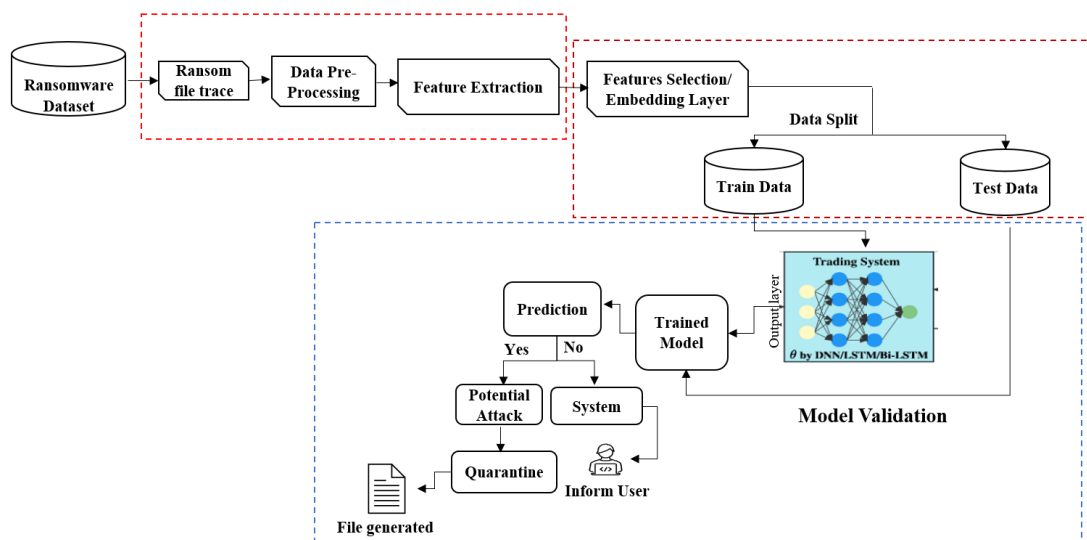 Ransomware
Dataset
Ransom
file trace
Data Pre-
Processing
Feature Extraction
Features Selection/
Embedding Layer
Data Split
Train Data
Test Data
Trading System
Output layer
θ by DNN/LSTM/Bi-LSTM
Trained
Model
Prediction
Yes
No
Potential
Attack
System
Model Validation
Quarantine
Inform User
File generated